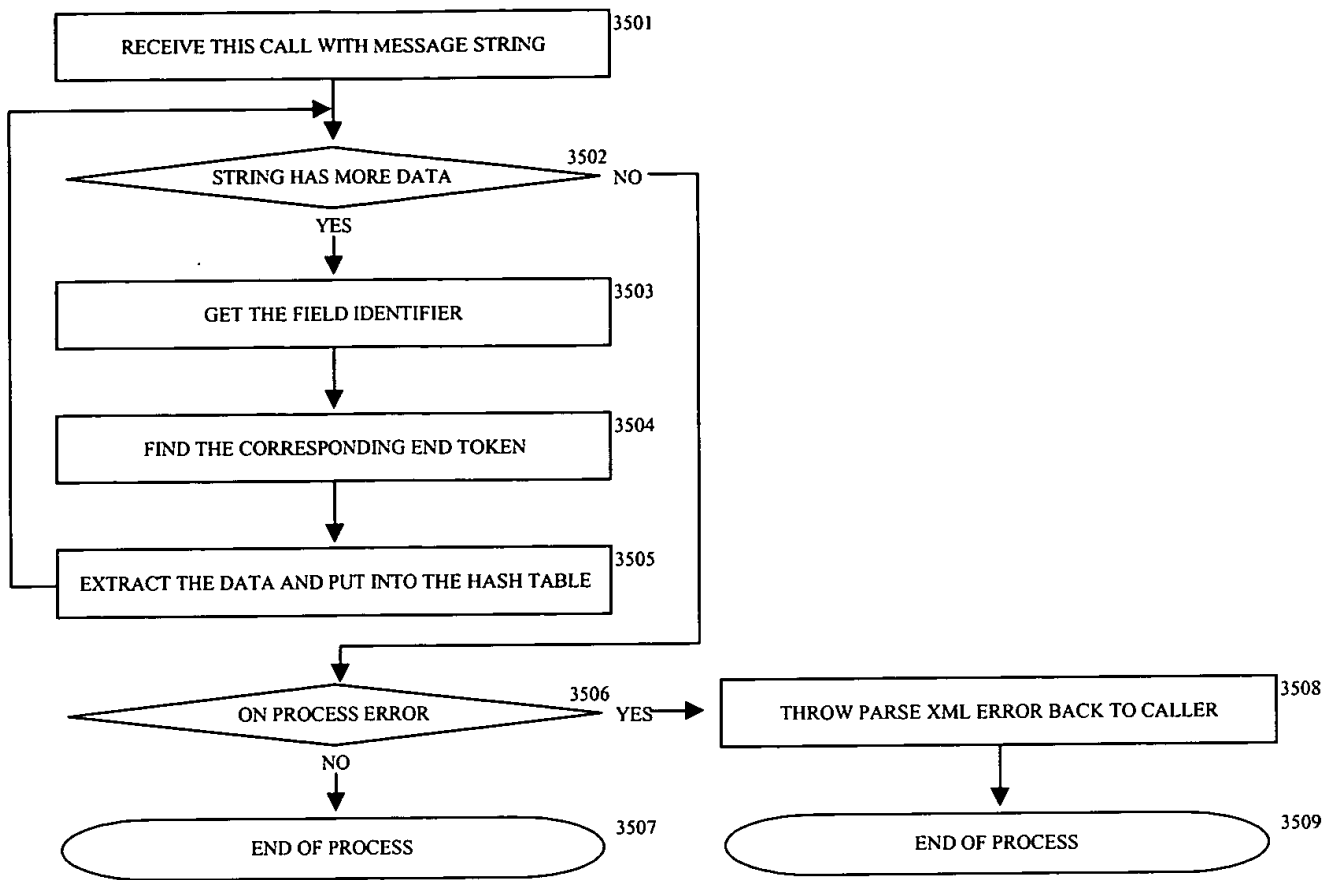 3501
RECEIVE THIS CALL WITH MESSAGE STRING
3502
STRING HAS MORE DATA
NO
YES
3503
GET THE FIELD IDENTIFIER
3504
FIND THE CORRESPONDING END TOKEN
3505
EXTRACT THE DATA AND PUT INTO THE HASH TABLE
3506
ON PROCESS ERROR
YES
3508
THROW PARSE XML ERROR BACK TO CALLER
NO
3507
END OF PROCESS
3509
END OF PROCESS